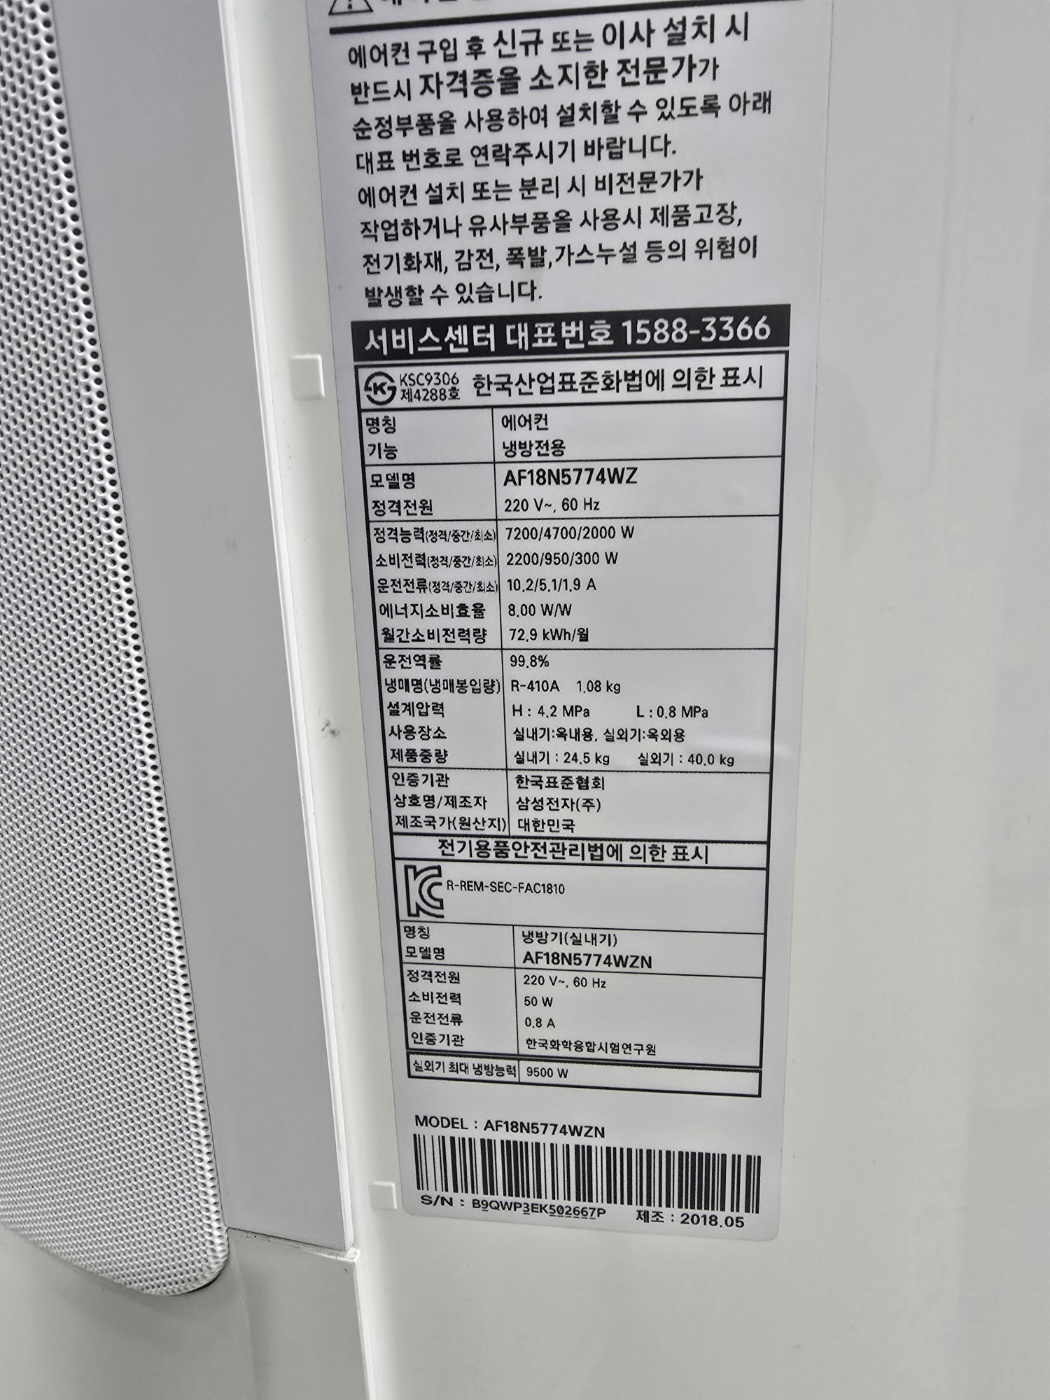 에어컨 구입 후 신규 또는 이사 설치 시
반드시 자격증을 소지한 전문가가
순정부품을 사용하여 설치할 수 있도록 아래
대표 번호로 연락주시기 바랍니다.
에어컨 설치 또는 분리 시 비전문가가
작업하거나 유사부품을 사용시 제품고장,
전기화재, 감전, 폭발,가스누설 등의 위험이
발생할 수 있습니다.
서비스센터 대표번호 1588-3366
KSC9306
제4288호 한국산업표준화법에 의한 표시
명칭 에어컨
기능 냉방전용
모델명 AF18N5774WZ
정격전원 220 V~, 60 Hz
정격능력(정격/중간/최소) 7200/4700/2000 W
소비전력(정격/중간/최소) 2200/950/300 W
운전전류(정격/중간/최소) 10.2/5.1/1.9 A
에너지소비효율 8.00 W/W
월간소비전력량 72.9 kWh/월
운전역률 99.8%
냉매명(냉매봉입량) R-410A 1.08 kg
설계압력 H : 4.2 MPa L : 0.8 MPa
사용장소 실내기:옥내용, 실외기:옥외용
제품중량 실내기 : 24.5 kg 실외기 : 40.0 kg
인증기관 한국표준협회
상호명/제조자 삼성전자(주)
제조국가(원산지) 대한민국
전기용품안전관리법에 의한 표시
R-REM-SEC-FAC1810
명칭 냉방기(실내기)
모델명 AF18N5774WZN
정격전원 220 V~, 60 Hz
소비전력 50 W
운전전류 0.8 A
인증기관 한국화학융합시험연구원
실외기 최대 냉방능력 9500 W
MODEL : AF18N5774WZN
S/N : B9QWP3EK502667P 제조 : 2018.05